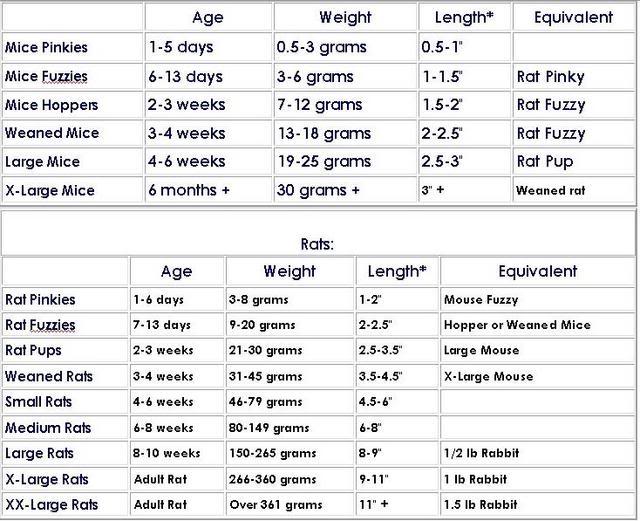 Age Weight Length* Equivalent
Mice Pinkies 1-5 days 0.5-3 grams 0.5-1"
Mice Fuzzies 6-13 days 3-6 grams 1-1.5" Rat Pinky
Mice Hoppers 2-3 weeks 7-12 grams 1.5-2" Rat Fuzzy
Weaned Mice 3-4 weeks 13-18 grams 2-2.5" Rat Fuzzy
Large Mice 4-6 weeks 19-25 grams 2.5-3" Rat Pup
X-Large Mice 6 months + 30 grams + 3" + Weaned rat
Rats:
Age Weight Length* Equivalent
Rat Pinkies 1-6 days 3-8 grams 1-2" Mouse Fuzzy
Rat Fuzzies 7-13 days 9-20 grams 2-2.5" Hopper or Weaned Mice
Rat Pups 2-3 weeks 21-30 grams 2.5-3.5" Large Mouse
Weaned Rats 3-4 weeks 31-45 grams 3.5-4.5" X-Large Mouse
Small Rats 4-6 weeks 46-79 grams 4.5-6"
Medium Rats 6-8 weeks 80-149 grams 6-8"
Large Rats 8-10 weeks 150-265 grams 8-9" 1/2 lb Rabbit
X-Large Rats Adult Rat 266-360 grams 9-11" 1 lb Rabbit
XX-Large Rats Adult Rat Over 361 grams 11" + 1.5 lb Rabbit